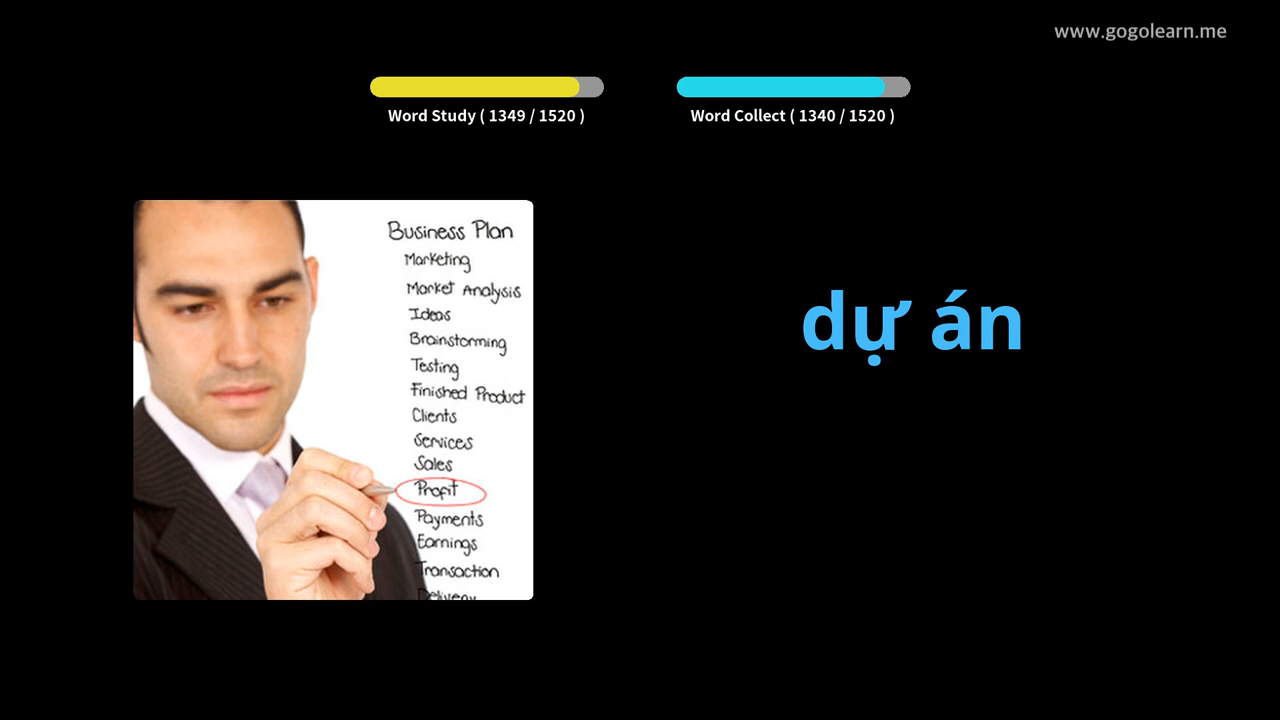 www.gogolearn.me
Word Study ( 1349 / 1520 )
Word Collect ( 1340 / 1520 )
Business Plan
Marketing
Market Analysis
Ideas
Brainstorming
Testing
Finished Product
Clients
Services
Sales
Profit
Payments
Earnings
Transaction
Delivery
dự án